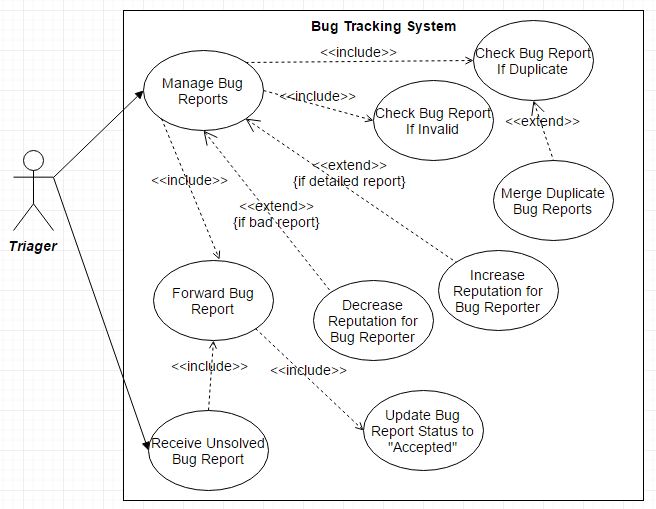 Bug Tracking System
<<include>>
Check Bug Report
If Duplicate
Manage Bug
Reports
<<include>>
Check Bug Report
If Invalid
<<extend>>
<<include>>
<<extend>>
{if detailed report}
Merge Duplicate
Bug Reports
<<extend>>
{if bad report}
Triager
Forward Bug
Report
Increase
Reputation for
Bug Reporter
Decrease
Reputation for
Bug Reporter
<<include>>
<<include>>
Update Bug
Report Status to
"Accepted"
Receive Unsolved
Bug Report